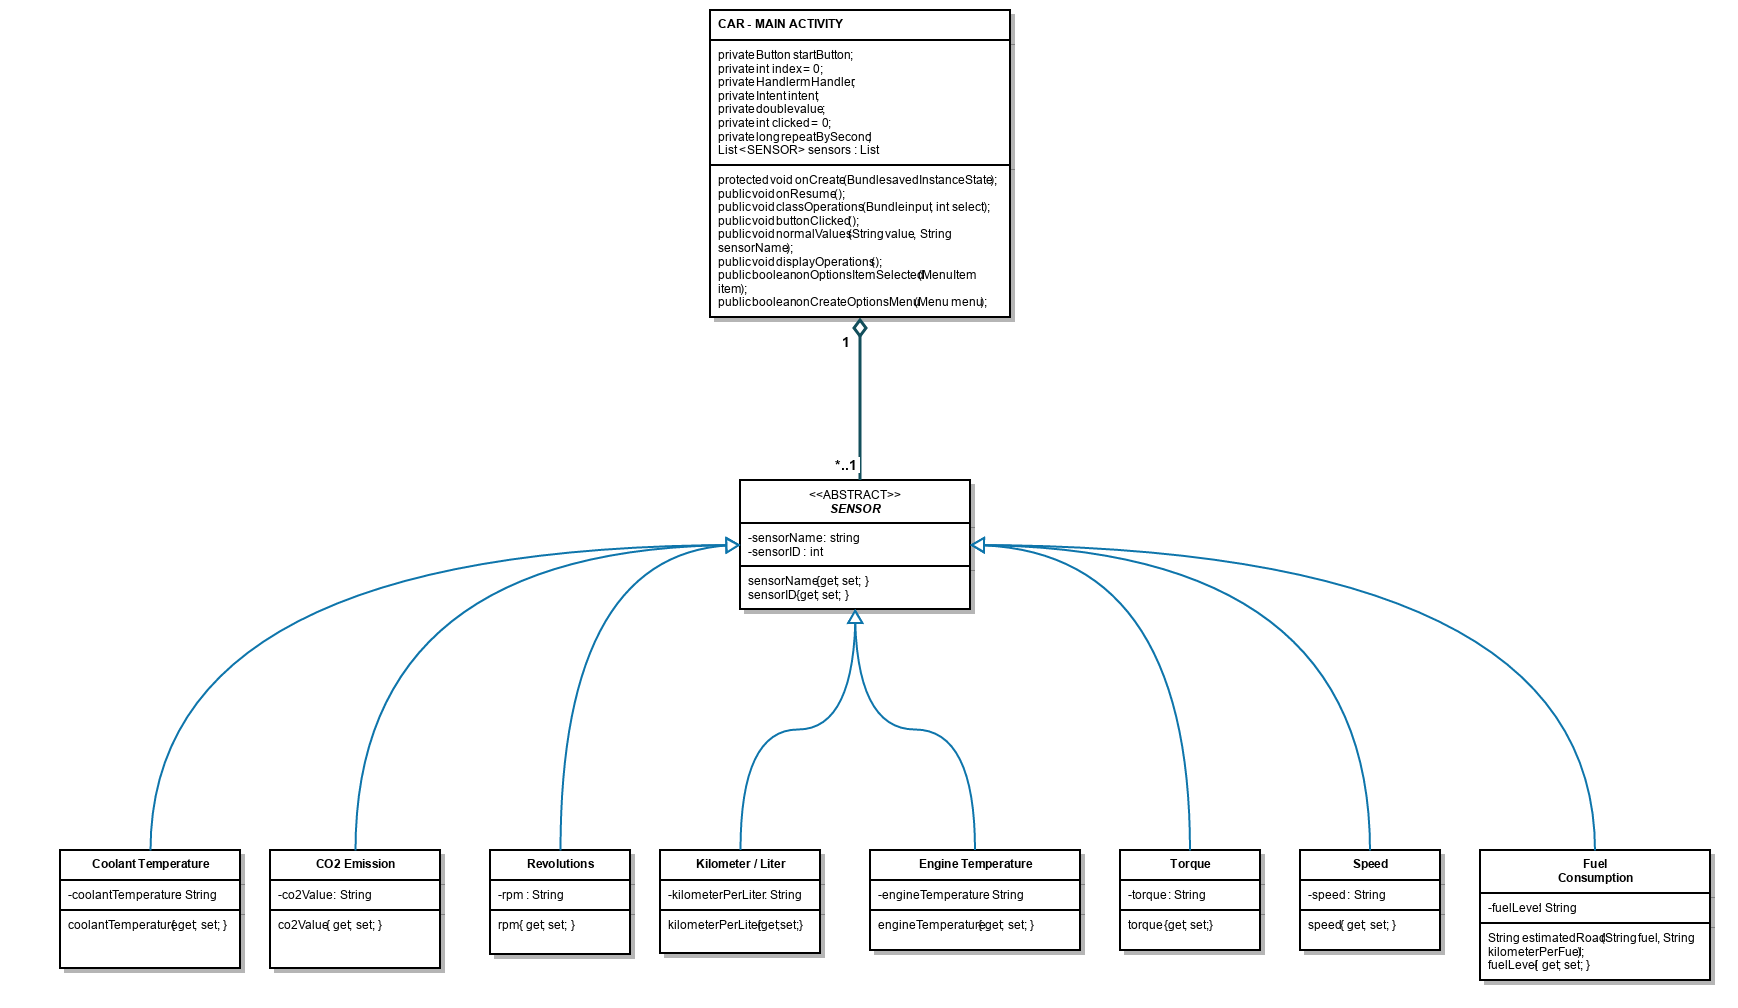 CAR - MAIN ACTIVITY
private Button startButton;
private int index = 0;
private Handler mHandler;
private Intent intent;
private double value;
private int clicked = 0;
private long repeatBySecond;
List <SENSOR> sensors : List
protected void onCreate(Bundle savedInstanceState);
public void onResume();
public void classOperations(Bundle input, int select);
public void buttonClicked();
public void normalValues(String value, String
sensorName);
public void displayOperations();
public boolean onOptionsItemSelected(MenuItem
item);
public boolean onCreateOptionsMenu(Menu menu);
1
*..1
<<ABSTRACT>>
SENSOR
-sensorName : string
-sensorID : int
sensorName{get; set; }
sensorID{get; set; }
Coolant Temperature
-coolantTemperature : String
coolantTemperature{get; set; }
CO2 Emission
-co2Value : String
co2Value{ get; set; }
Revolutions
-rpm : String
rpm{ get; set; }
Kilometer / Liter
-kilometerPerLiter : String
kilometerPerLiter{get;set;}
Engine Temperature
-engineTemperature : String
engineTemperature{get; set; }
Torque
-torque : String
torque{get; set;}
Speed
-speed : String
speed{ get; set; }
Fuel
Consumption
-fuelLevel : String
String estimatedRoad(String fuel, String
kilometerPerFuel);
fuelLevel{ get; set; }